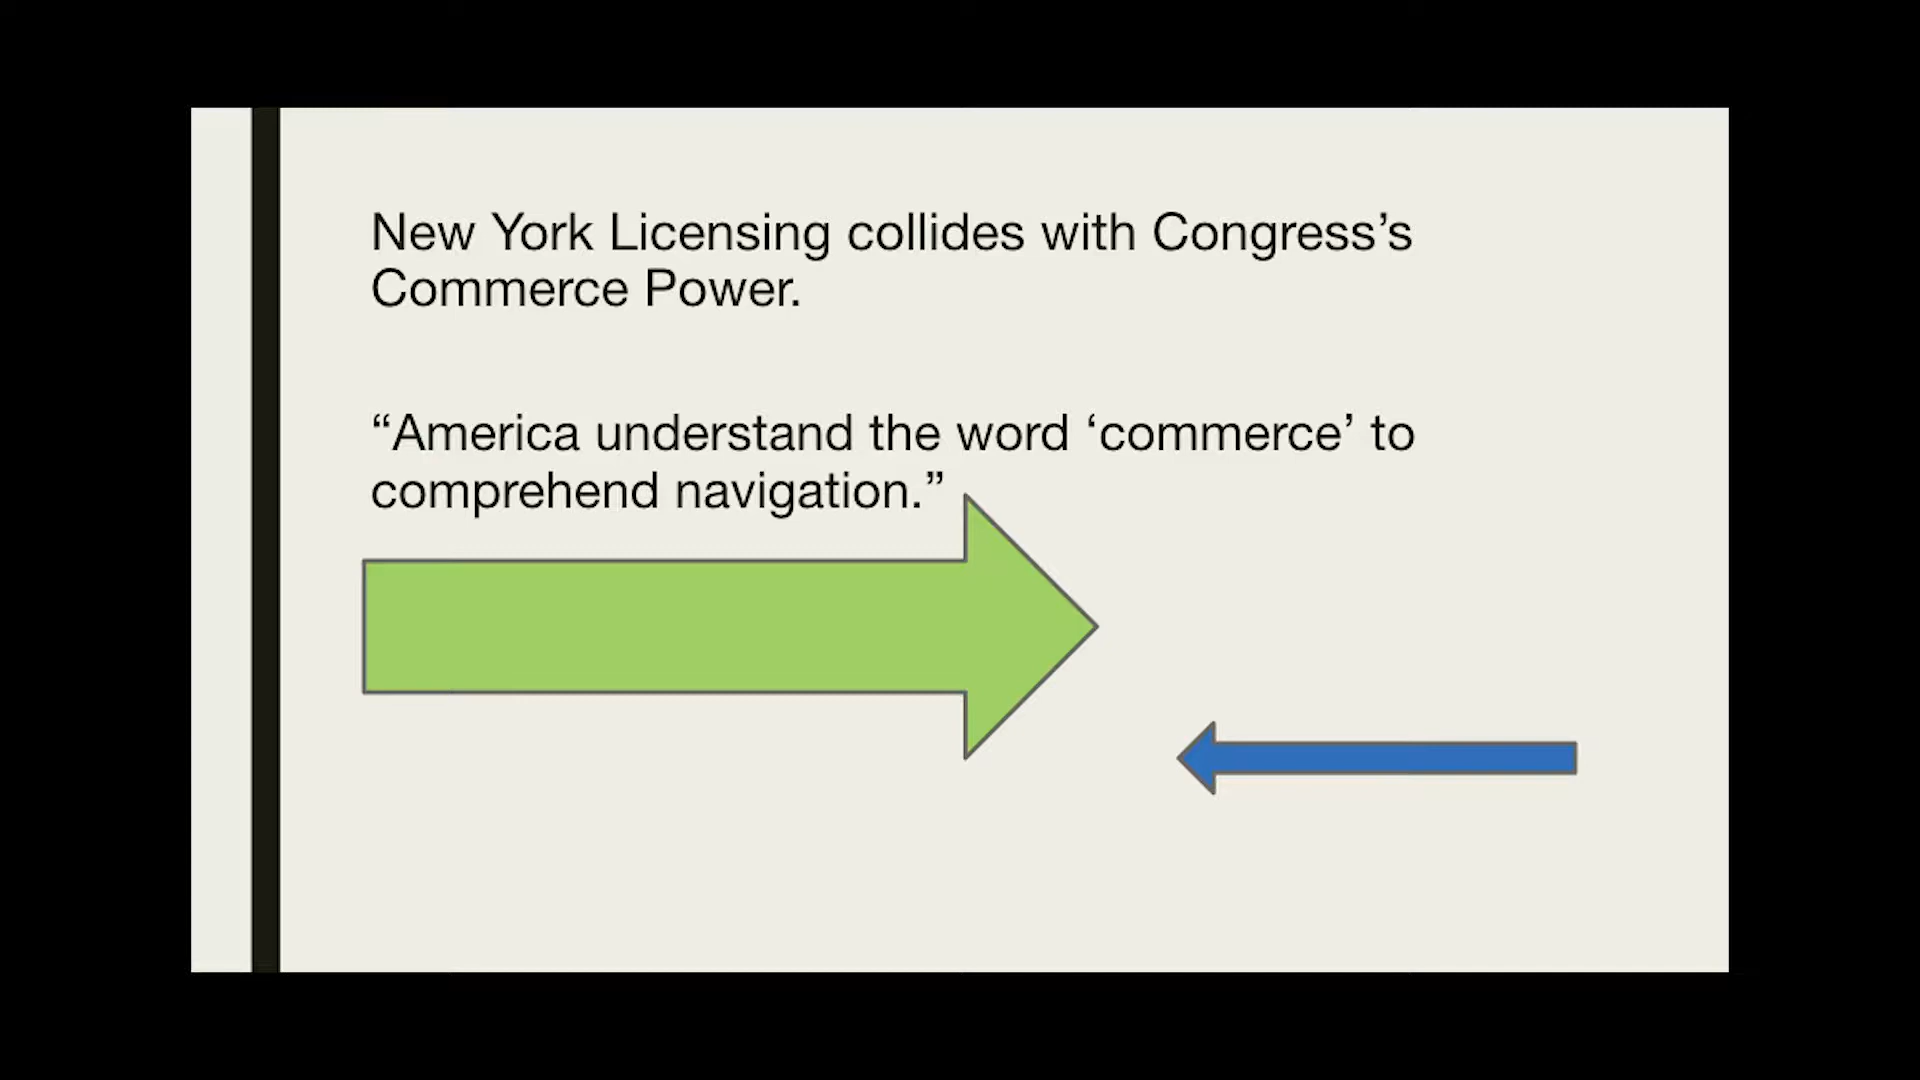 New York Licensing collides with Congress’s
Commerce Power.
“America understand the word ‘commerce’ to
comprehend navigation.”